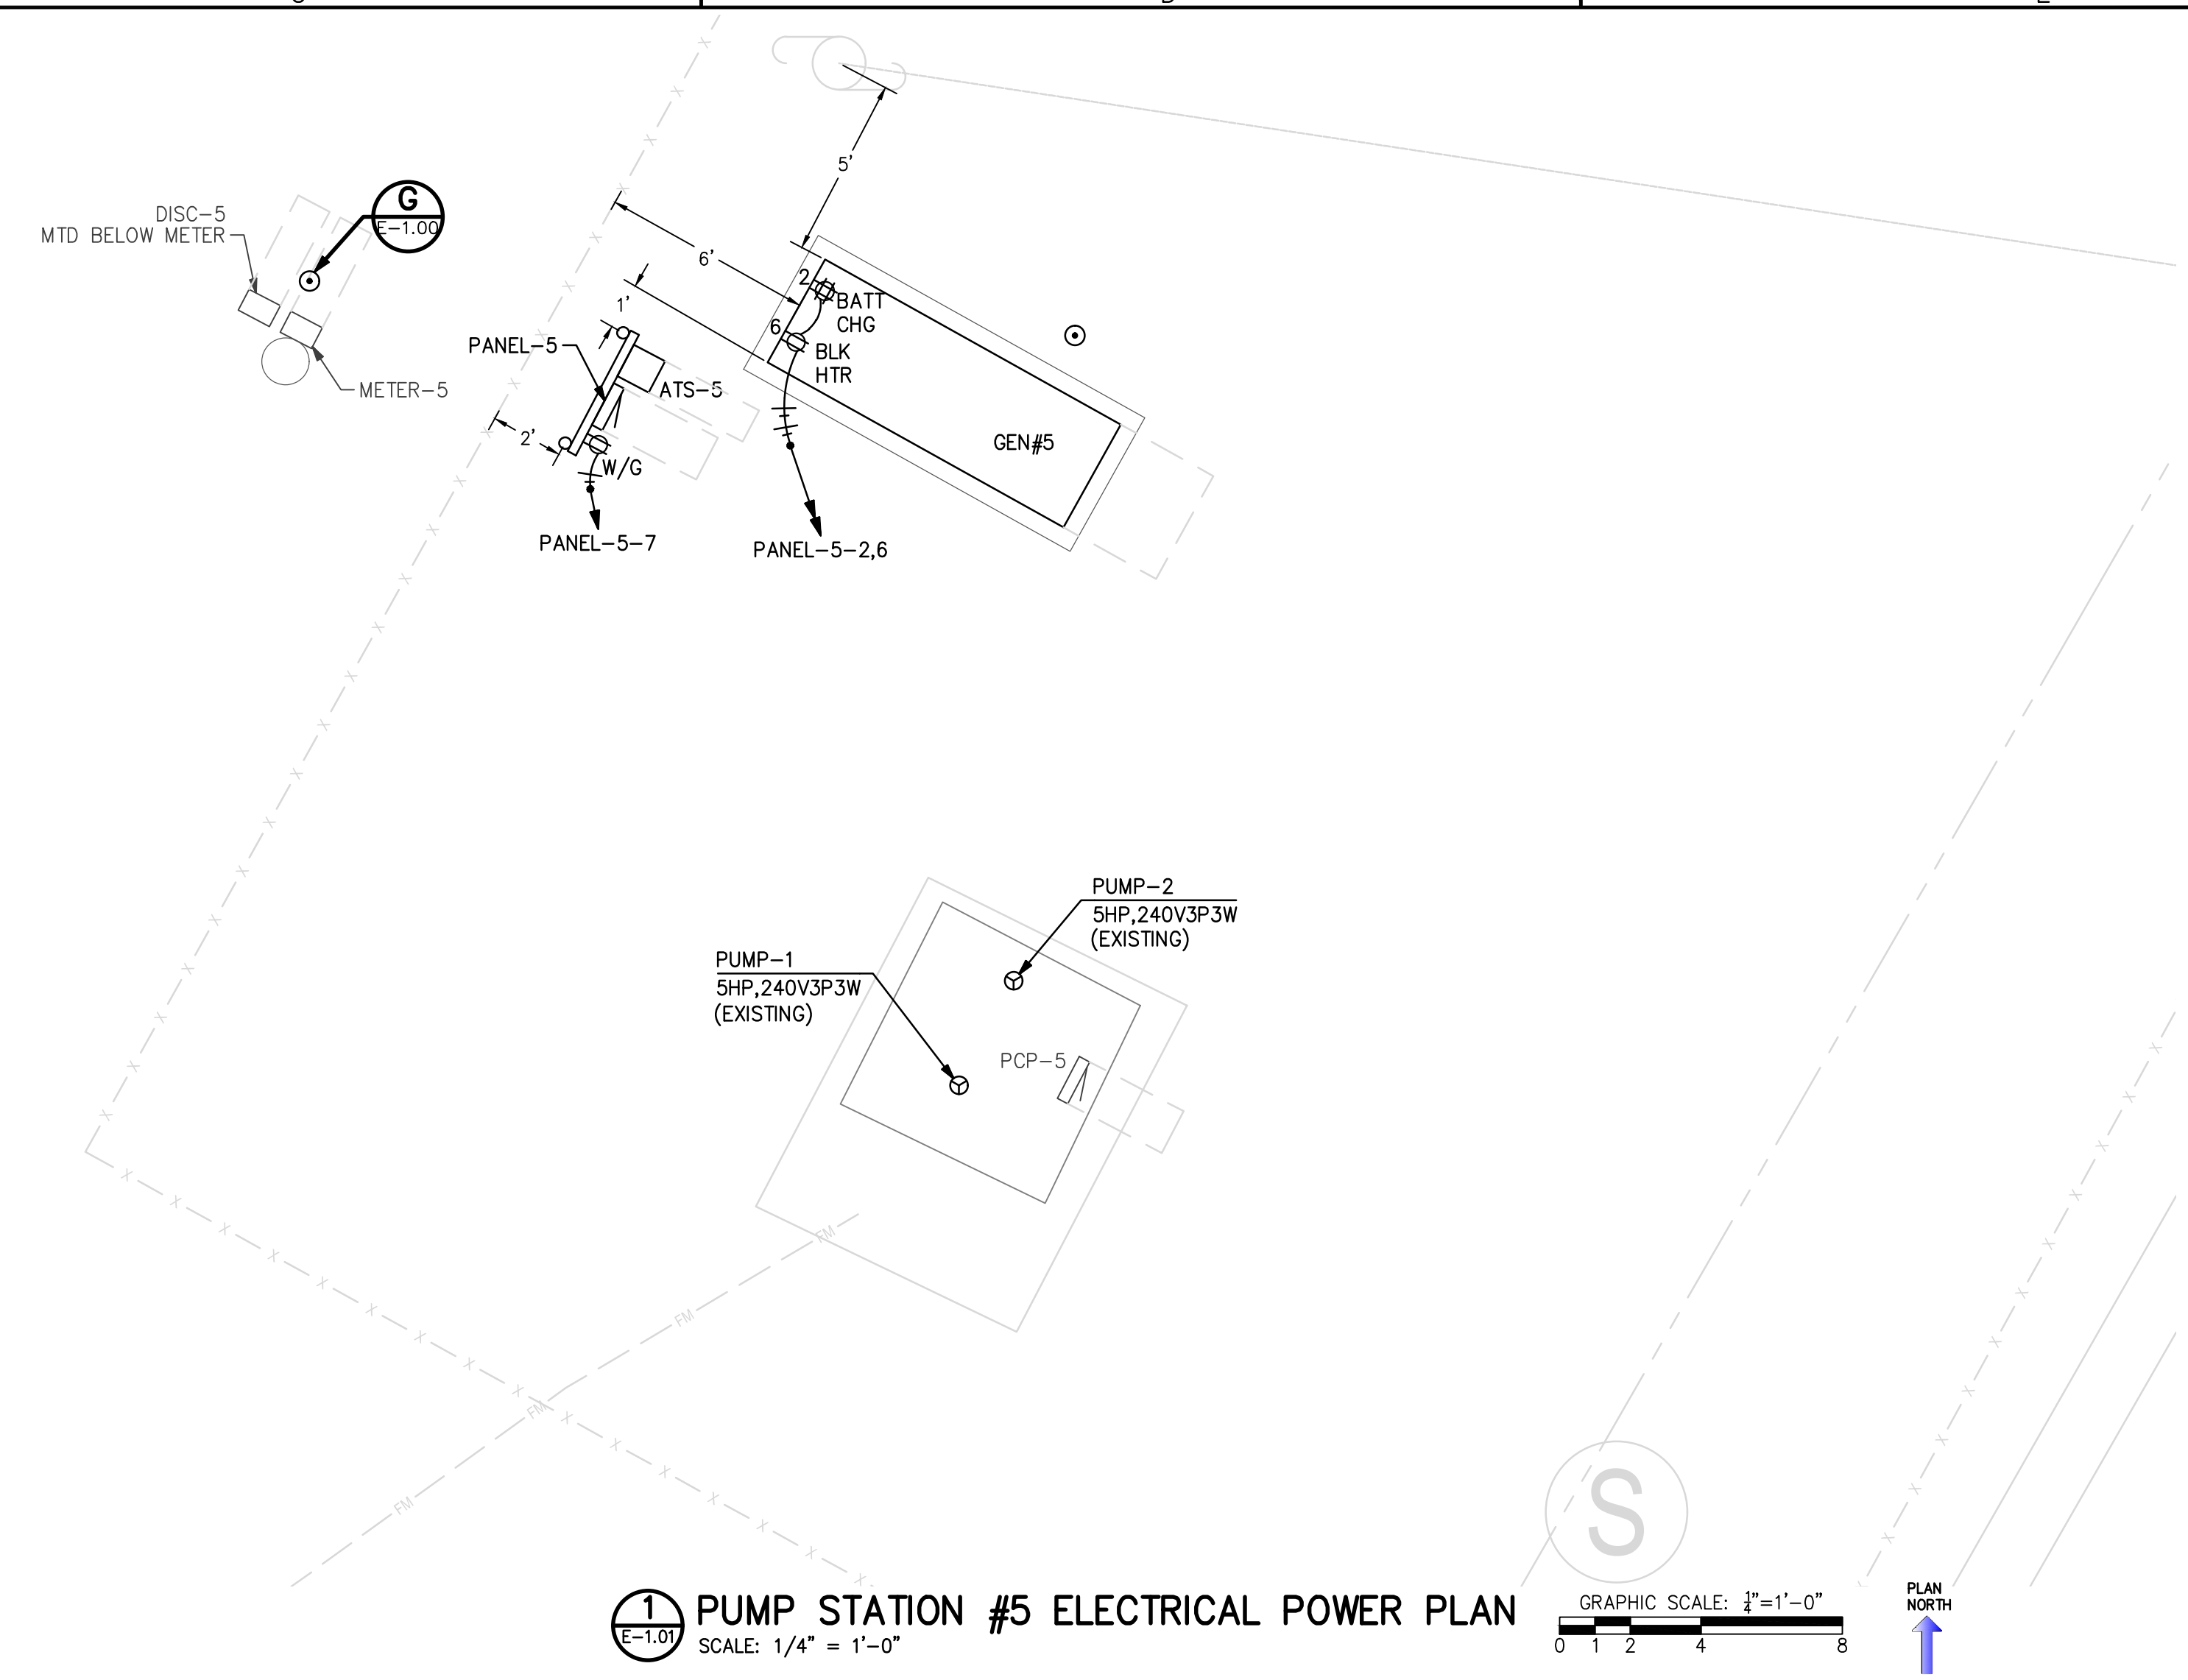 5'
G
E-1.00
DISC-5
MTD BELOW METER
6'
2
BATT
CHG
1'
6
BLK
HTR
PANEL-5
METER-5
ATS-5
2'
GEN#5
W/G
PANEL-5-7
PANEL-5-2,6
PUMP-2
5HP,240V3P3W
(EXISTING)
PUMP-1
5HP,240V3P3W
(EXISTING)
PCP-5
FM
FM
FM
FM
S
1
E-1.01
PUMP STATION #5 ELECTRICAL POWER PLAN
SCALE: 1/4" = 1'-0"
GRAPHIC SCALE: 1/4"=1'-0"
0 1 2 4 8
PLAN
NORTH